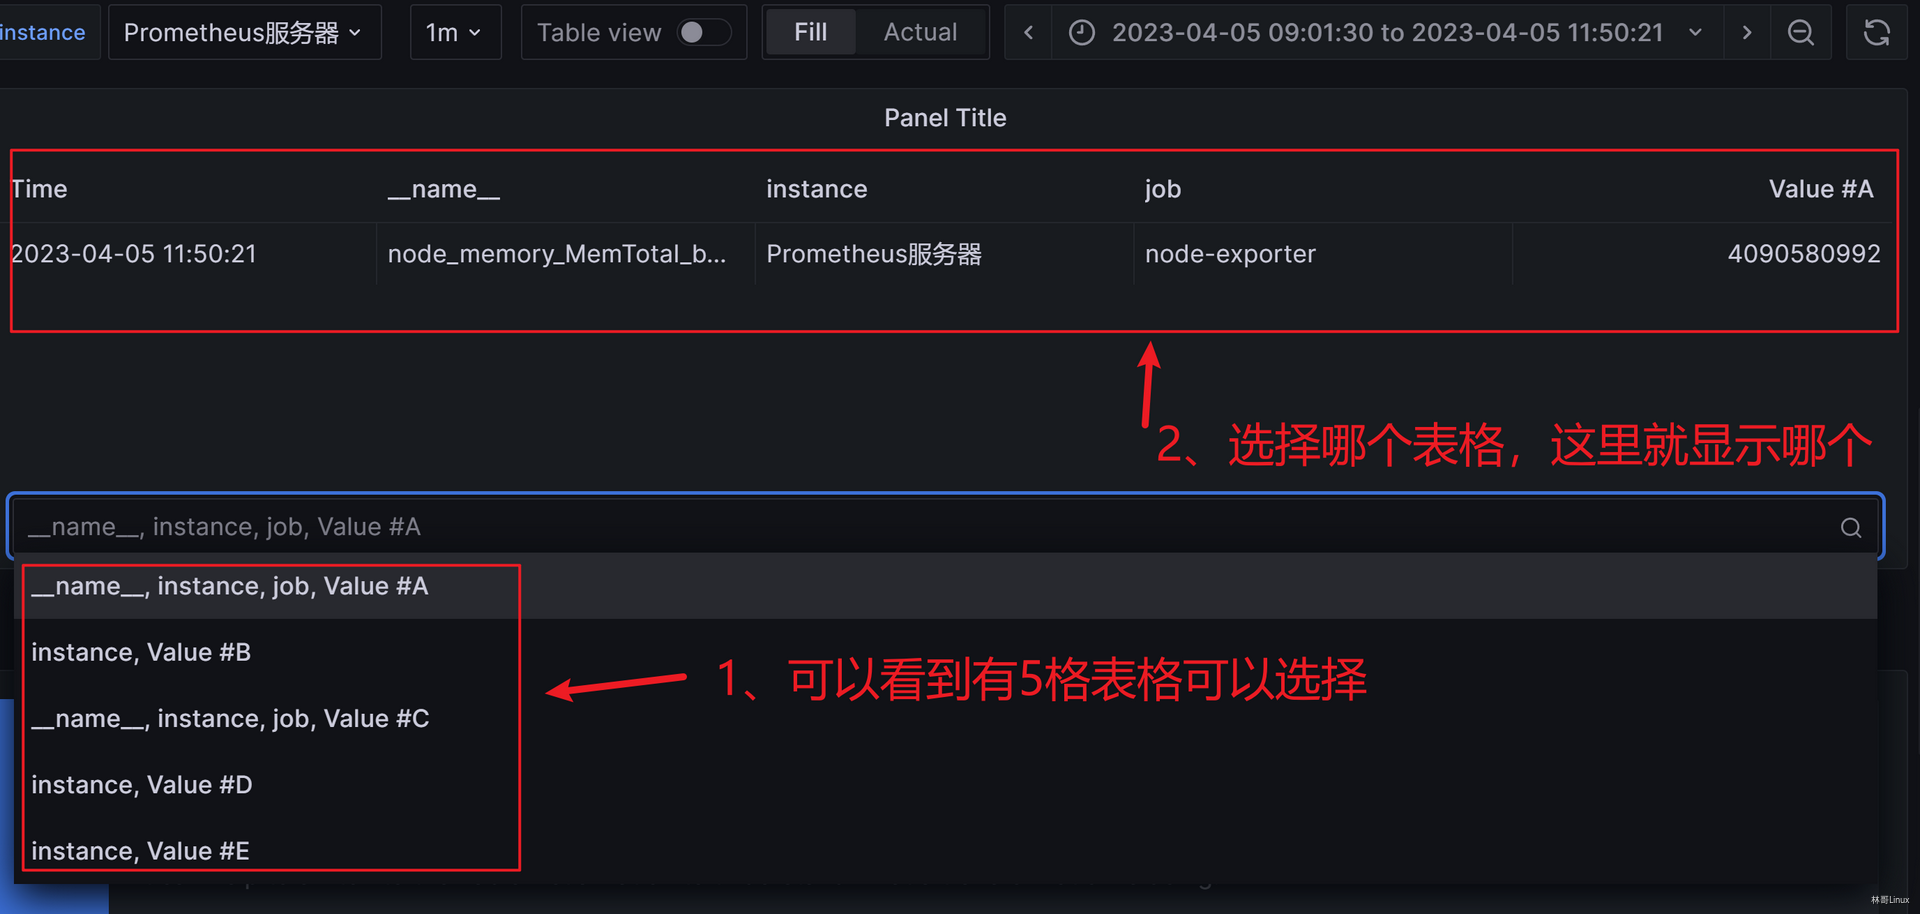 instance Prometheus服务器 1m Table view Fill Actual 2023-04-05 09:01:30 to 2023-04-05 11:50:21
Panel Title
Time __name__ instance job Value #A
2023-04-05 11:50:21 node_memory_MemTotal_b... Prometheus服务器 node-exporter 4090580992
2、选择哪个表格，这里就显示哪个
__name__, instance, job, Value #A
__name__, instance, job, Value #A
instance, Value #B
1、可以看到有5格表格可以选择
__name__, instance, job, Value #C
instance, Value #D
instance, Value #E
林哥Linux